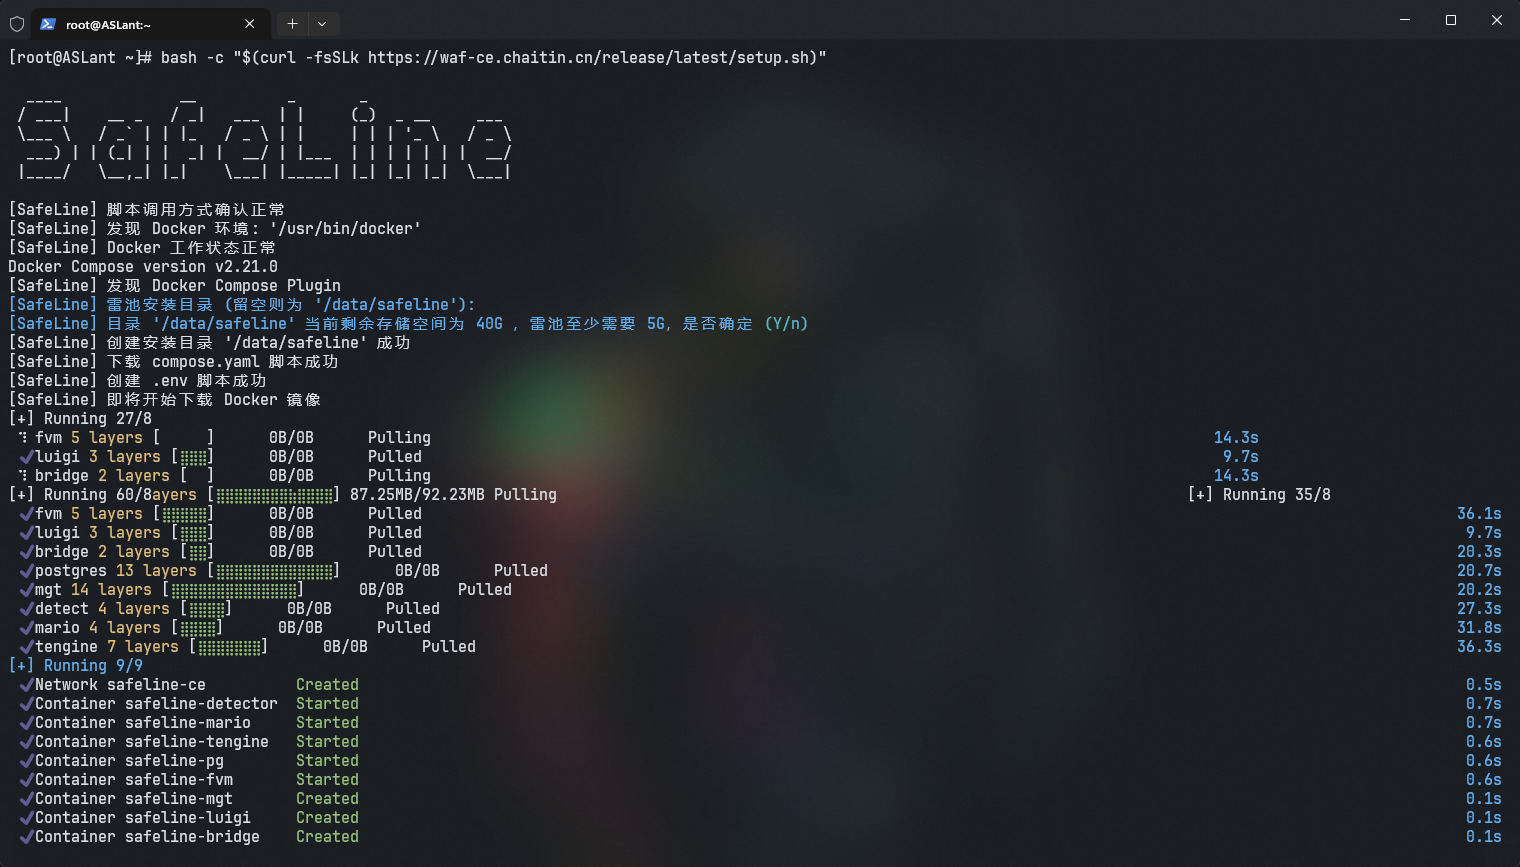 root@ASLant:~
[root@ASLant ~]# bash -c "$(curl -fsSLk https://waf-ce.chaitin.cn/release/latest/setup.sh)"
SafeLine
[SafeLine] 脚本调用方式确认正常
[SafeLine] 发现 Docker 环境: '/usr/bin/docker'
[SafeLine] Docker 工作状态正常
Docker Compose version v2.21.0
[SafeLine] 发现 Docker Compose Plugin
[SafeLine] 雷池安装目录 (留空则为 '/data/safeline'):
[SafeLine] 目录 '/data/safeline' 当前剩余存储空间为 40G ，雷池至少需要 5G，是否确定 (Y/n)
[SafeLine] 创建安装目录 '/data/safeline' 成功
[SafeLine] 下载 compose.yaml 脚本成功
[SafeLine] 创建 .env 脚本成功
[SafeLine] 即将开始下载 Docker 镜像
[+] Running 27/8
⠹ fvm 5 layers [     ] 0B/0B Pulling 14.3s
✔luigi 3 layers [⣿⣿⣿] 0B/0B Pulled 9.7s
⠹ bridge 2 layers [  ] 0B/0B Pulling 14.3s
[+] Running 60/8ayers [⣿⣿⣿⣿⣿⣿⣿⣿⣿⣿⣿⣿⣿] 87.25MB/92.23MB Pulling [+] Running 35/8
✔fvm 5 layers [⣿⣿⣿⣿⣿] 0B/0B Pulled 36.1s
✔luigi 3 layers [⣿⣿⣿] 0B/0B Pulled 9.7s
✔bridge 2 layers [⣿⣿] 0B/0B Pulled 20.3s
✔postgres 13 layers [⣿⣿⣿⣿⣿⣿⣿⣿⣿⣿⣿⣿⣿] 0B/0B Pulled 20.7s
✔mgt 14 layers [⣿⣿⣿⣿⣿⣿⣿⣿⣿⣿⣿⣿⣿⣿] 0B/0B Pulled 20.2s
✔detect 4 layers [⣿⣿⣿⣿] 0B/0B Pulled 27.3s
✔mario 4 layers [⣿⣿⣿⣿] 0B/0B Pulled 31.8s
✔tengine 7 layers [⣿⣿⣿⣿⣿⣿⣿] 0B/0B Pulled 36.3s
[+] Running 9/9
✔Network safeline-ce Created 0.5s
✔Container safeline-detector Started 0.7s
✔Container safeline-mario Started 0.7s
✔Container safeline-tengine Started 0.6s
✔Container safeline-pg Started 0.6s
✔Container safeline-fvm Started 0.6s
✔Container safeline-mgt Created 0.1s
✔Container safeline-luigi Created 0.1s
✔Container safeline-bridge Created 0.1s